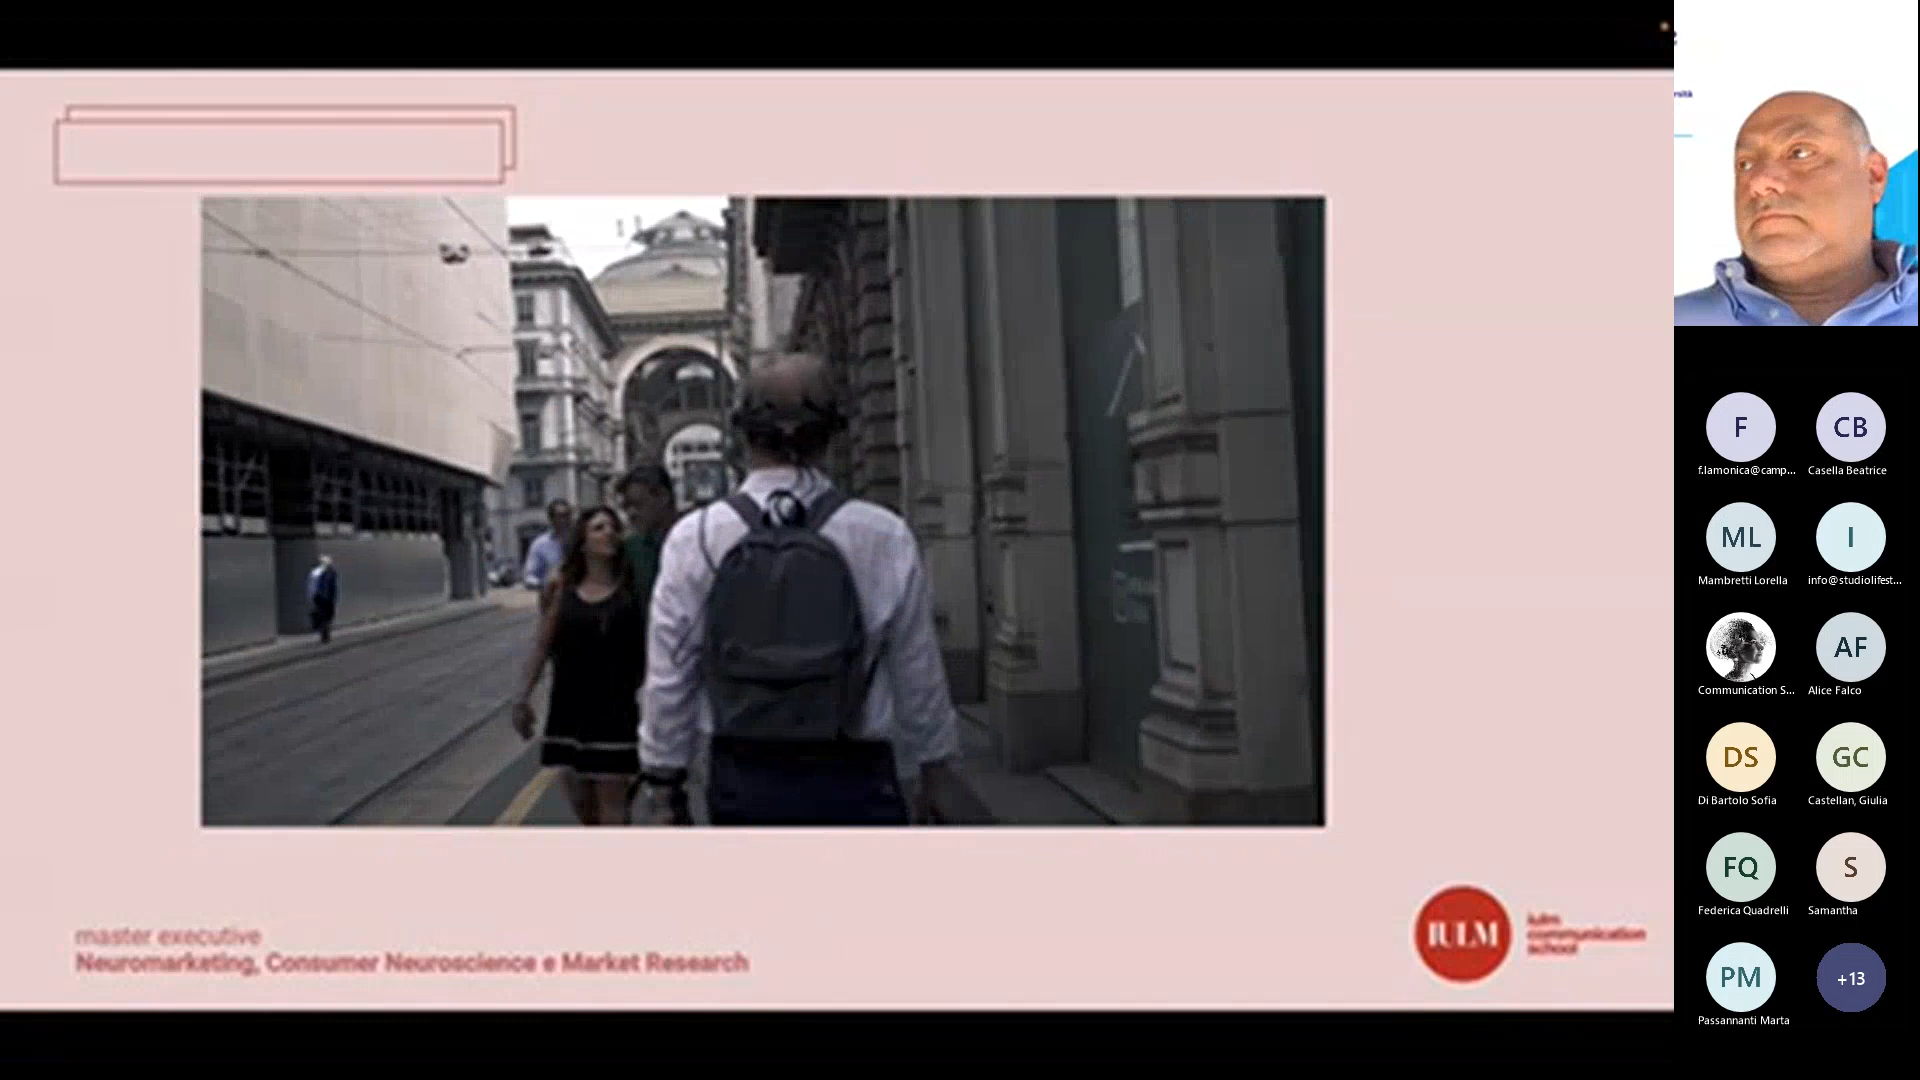 master executive
Neuromarketing, Consumer Neuroscience e Market Research
IULM
iulm
communication
school
F
f.lamonica@camp...
CB
Casella Beatrice
ML
Mambretti Lorella
I
info@studiolifest...
Communication S...
AF
Alice Falco
DS
Di Bartolo Sofia
GC
Castellan, Giulia
FQ
Federica Quadrelli
S
Samantha
PM
Passannanti Marta
+13